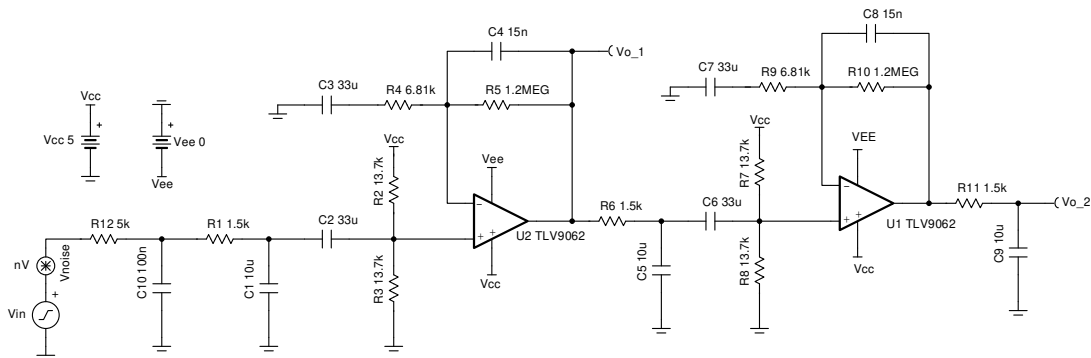 C4 15n
Vo_1
C3 33u
R4 6.81k
R5 1.2MEG
C8 15n
C7 33u
R9 6.81k
R10 1.2MEG
Vcc
+
Vcc 5
+
Vee 0
Vee
Vcc
R2 13.7k
Vee
−
+
+
U2 TLV9062
Vcc
R3 13.7k
Vcc
R7 13.7k
VEE
−
+
+
U1 TLV9062
Vcc
R8 13.7k
R12 5k
R1 1.5k
C2 33u
R6 1.5k
C6 33u
R11 1.5k
Vo_2
nV
Vnoise
C10 100n
C1 10u
C5 10u
C9 10u
+
Vin